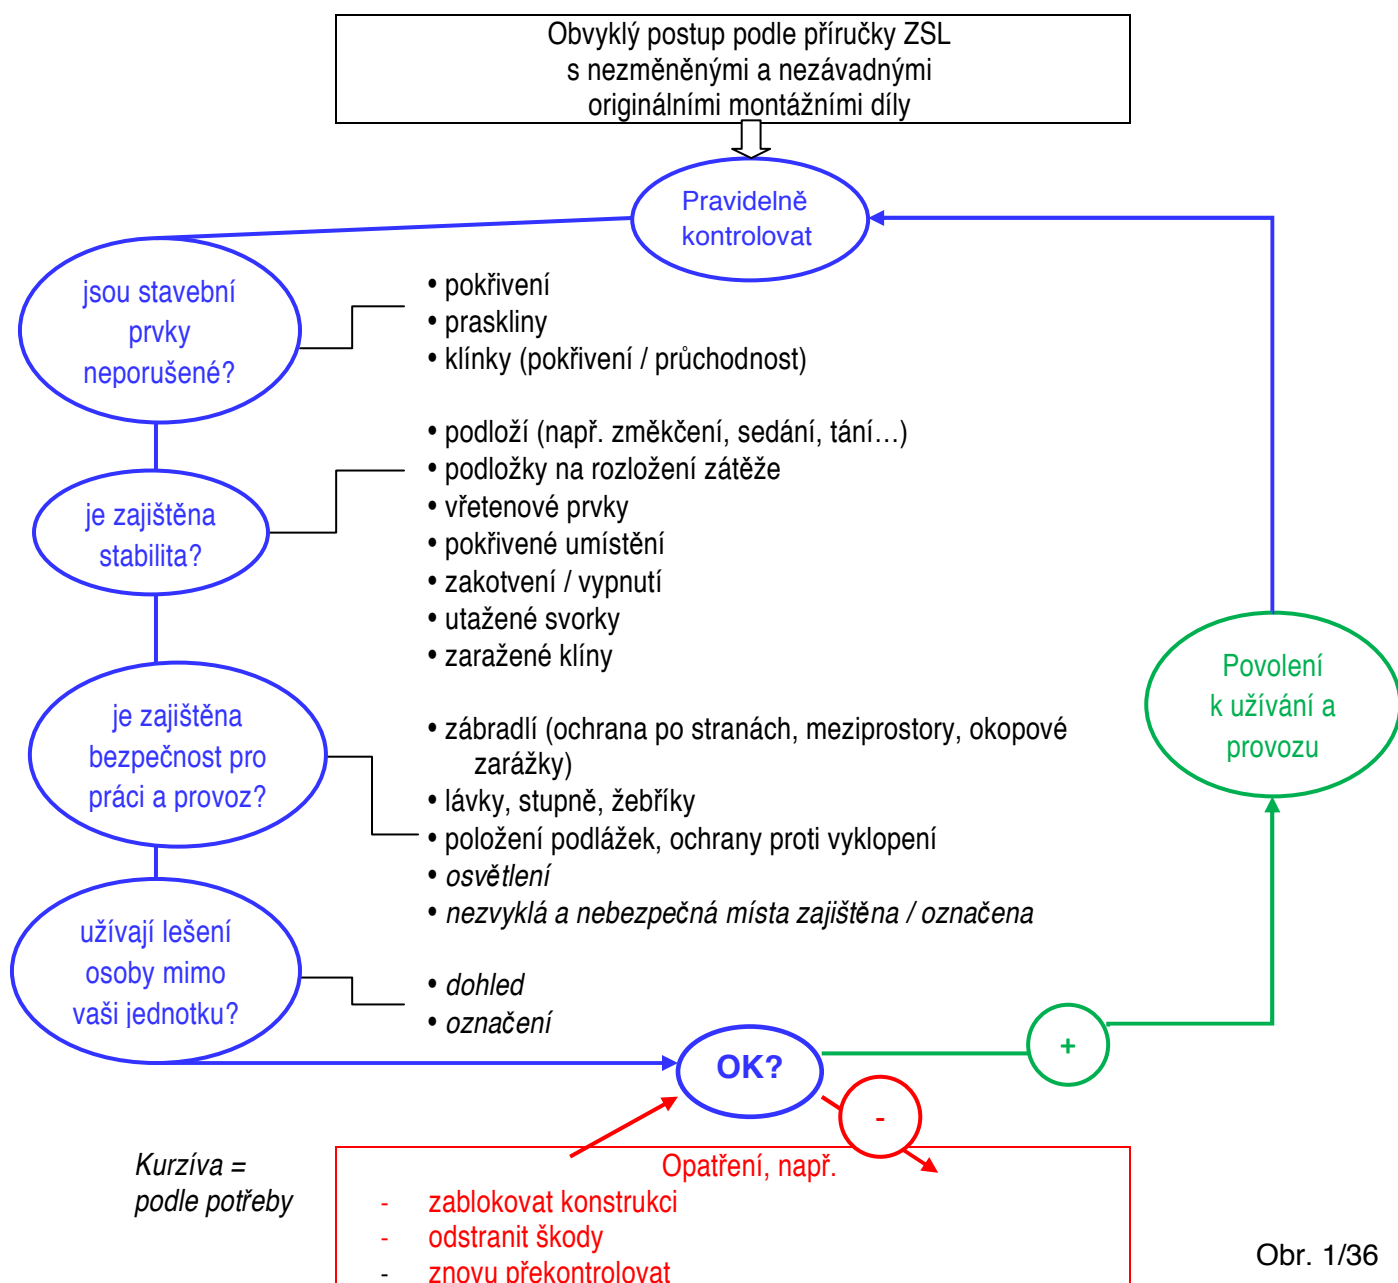 Obvyklý postup podle příručky ZSL
s nezměněnými a nezávadnými
originálními montážními díly
Pravidelně
kontrolovat
jsou stavební
prvky
neporušené?
• pokřivení
• praskliny
• klínky (pokřivení / průchodnost)
je zajištěna
stabilita?
• podloží (např. změkčení, sedání, tání…)
• podložky na rozložení zátěže
• vřetenové prvky
• pokřivené umístění
• zakotvení / vypnutí
• utažené svorky
• zaražené klíny
je zajištěna
bezpečnost pro
práci a provoz?
• zábradlí (ochrana po stranách, meziprostory, okopové
zarážky)
• lávky, stupně, žebříky
• položení podlážek, ochrany proti vyklopení
• osvětlení
• nezvyklá a nebezpečná místa zajištěna / označena
užívají lešení
osoby mimo
vaši jednotku?
• dohled
• označení
OK?
+
-
Povolení
k užívání a
provozu
Kurzíva =
podle potřeby
Opatření, např.
- zablokovat konstrukci
- odstranit škody
- znovu překontrolovat
Obr. 1/36